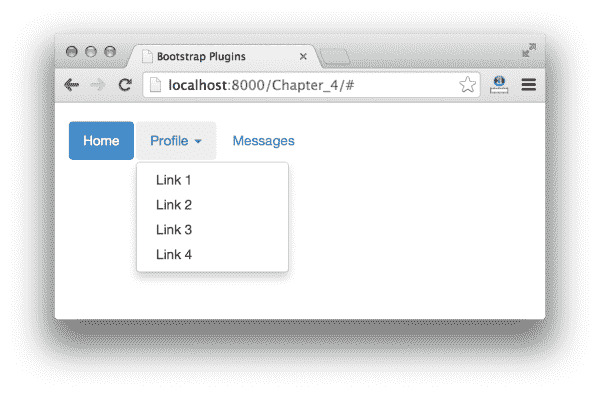 Bootstrap Plugins
localhost:8000/Chapter_4/#
Home Profile Messages
Link 1
Link 2
Link 3
Link 4